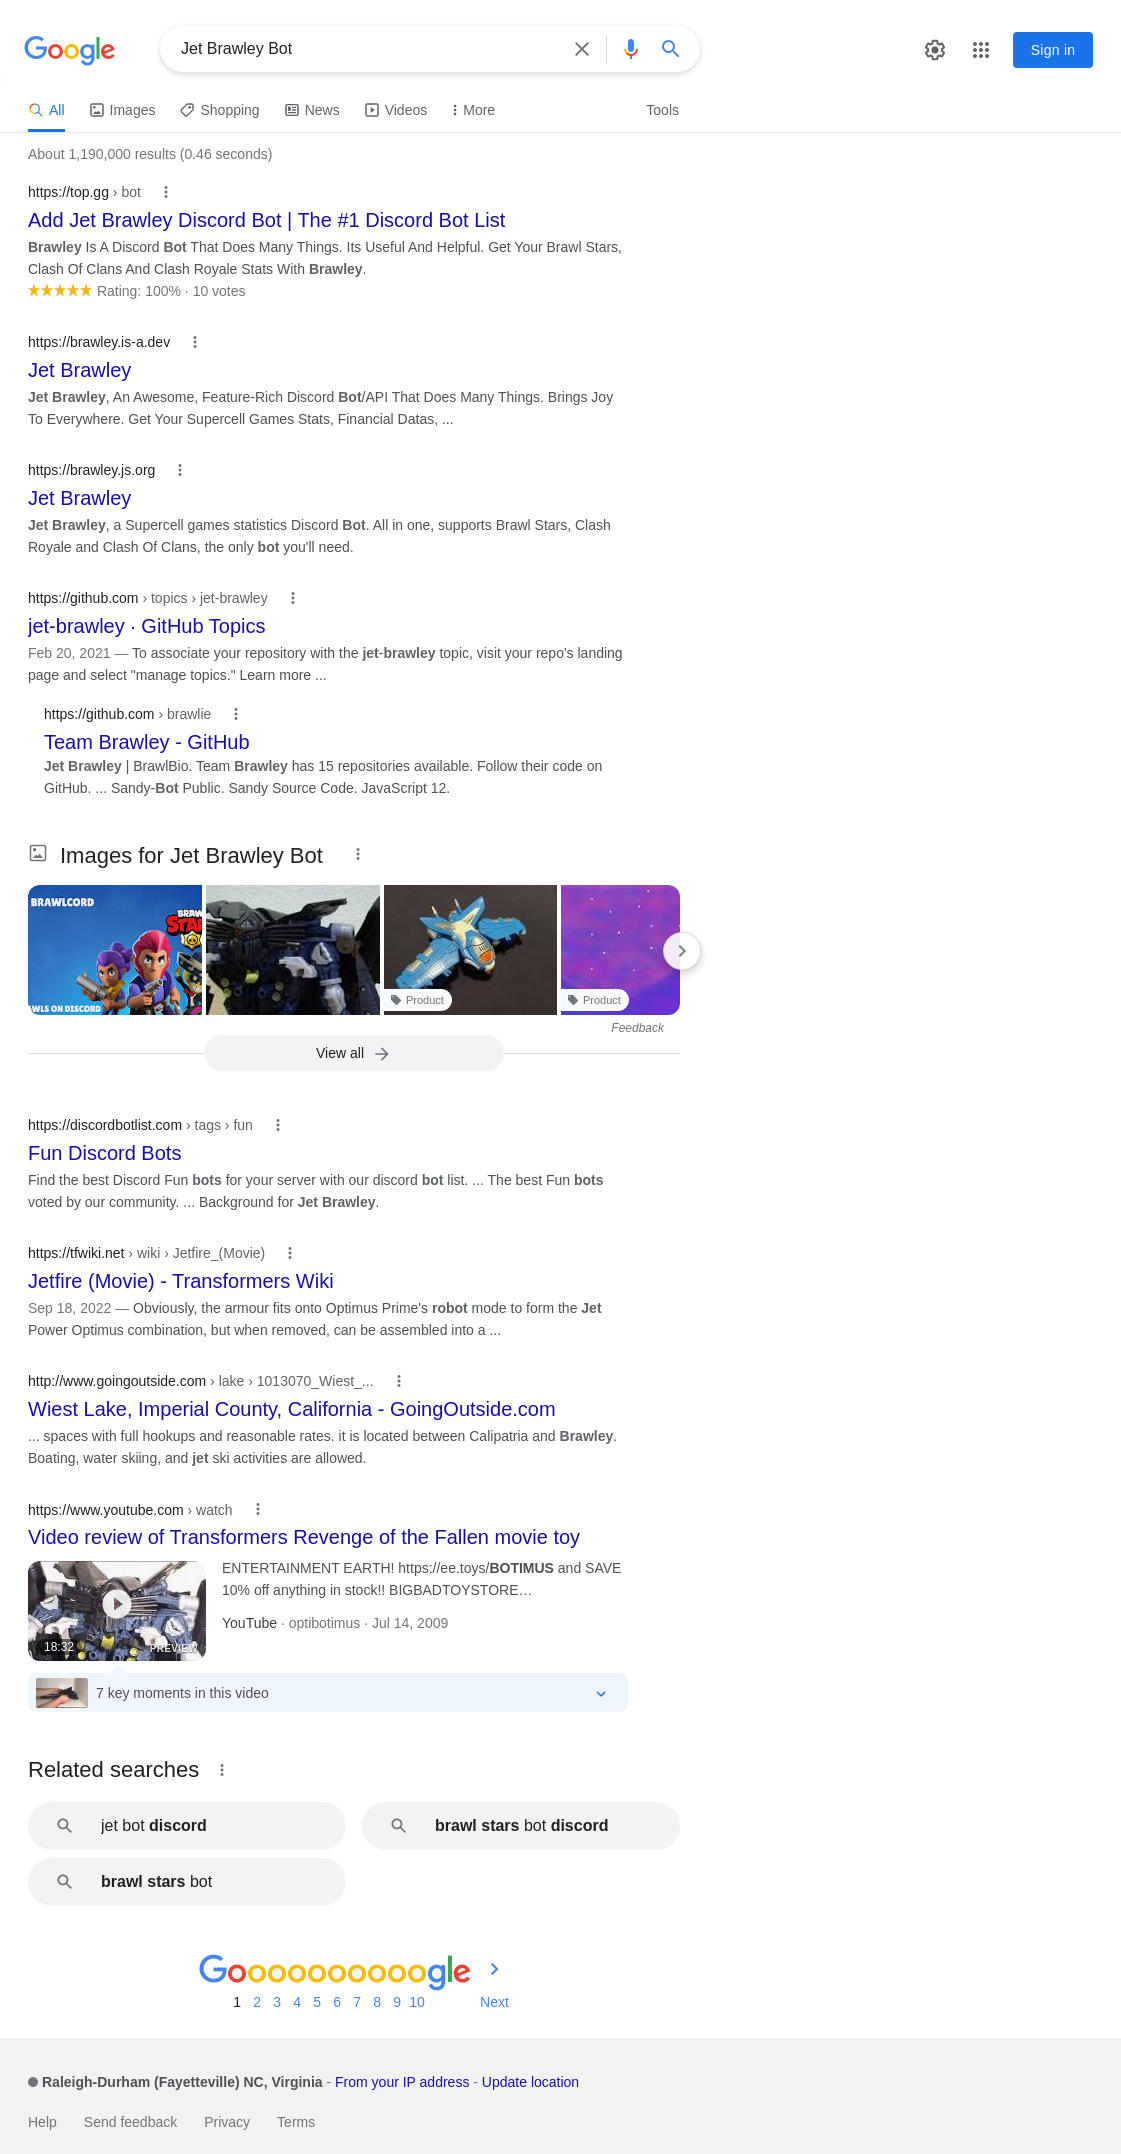 Google
Jet Brawley Bot
Sign in
All
Images
Shopping
News
Videos
More
Tools
About 1,190,000 results (0.46 seconds)
https://top.gg › bot
Add Jet Brawley Discord Bot | The #1 Discord Bot List
Brawley Is A Discord Bot That Does Many Things. Its Useful And Helpful. Get Your Brawl Stars,
Clash Of Clans And Clash Royale Stats With Brawley.
Rating: 100% · 10 votes
https://brawley.is-a.dev
Jet Brawley
Jet Brawley, An Awesome, Feature-Rich Discord Bot/API That Does Many Things. Brings Joy
To Everywhere. Get Your Supercell Games Stats, Financial Datas, ...
https://brawley.js.org
Jet Brawley
Jet Brawley, a Supercell games statistics Discord Bot. All in one, supports Brawl Stars, Clash
Royale and Clash Of Clans, the only bot you'll need.
https://github.com › topics › jet-brawley
jet-brawley · GitHub Topics
Feb 20, 2021 — To associate your repository with the jet-brawley topic, visit your repo's landing
page and select "manage topics." Learn more ...
https://github.com › brawlie
Team Brawley - GitHub
Jet Brawley | BrawlBio. Team Brawley has 15 repositories available. Follow their code on
GitHub. ... Sandy-Bot Public. Sandy Source Code. JavaScript 12.
Images for Jet Brawley Bot
BRAWLCORD
BRAW
STA
AWLS ON DISCORD
Product
Product
Feedback
View all
https://discordbotlist.com › tags › fun
Fun Discord Bots
Find the best Discord Fun bots for your server with our discord bot list. ... The best Fun bots
voted by our community. ... Background for Jet Brawley.
https://tfwiki.net › wiki › Jetfire_(Movie)
Jetfire (Movie) - Transformers Wiki
Sep 18, 2022 — Obviously, the armour fits onto Optimus Prime's robot mode to form the Jet
Power Optimus combination, but when removed, can be assembled into a ...
http://www.goingoutside.com › lake › 1013070_Wiest_...
Wiest Lake, Imperial County, California - GoingOutside.com
... spaces with full hookups and reasonable rates. it is located between Calipatria and Brawley.
Boating, water skiing, and jet ski activities are allowed.
https://www.youtube.com › watch
Video review of Transformers Revenge of the Fallen movie toy
ENTERTAINMENT EARTH! https://ee.toys/BOTIMUS and SAVE
10% off anything in stock!! BIGBADTOYSTORE…
YouTube · optibotimus · Jul 14, 2009
18:32
PREVIEW
7 key moments in this video
Related searches
jet bot discord
brawl stars bot discord
brawl stars bot
Goooooooooogle
1 2 3 4 5 6 7 8 9 10 Next
Raleigh-Durham (Fayetteville) NC, Virginia - From your IP address - Update location
Help Send feedback Privacy Terms